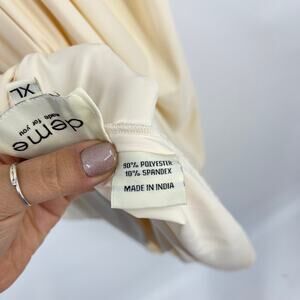 XL
deme
made for you
90% POLYESTER
10% SPANDEX
MADE IN INDIA